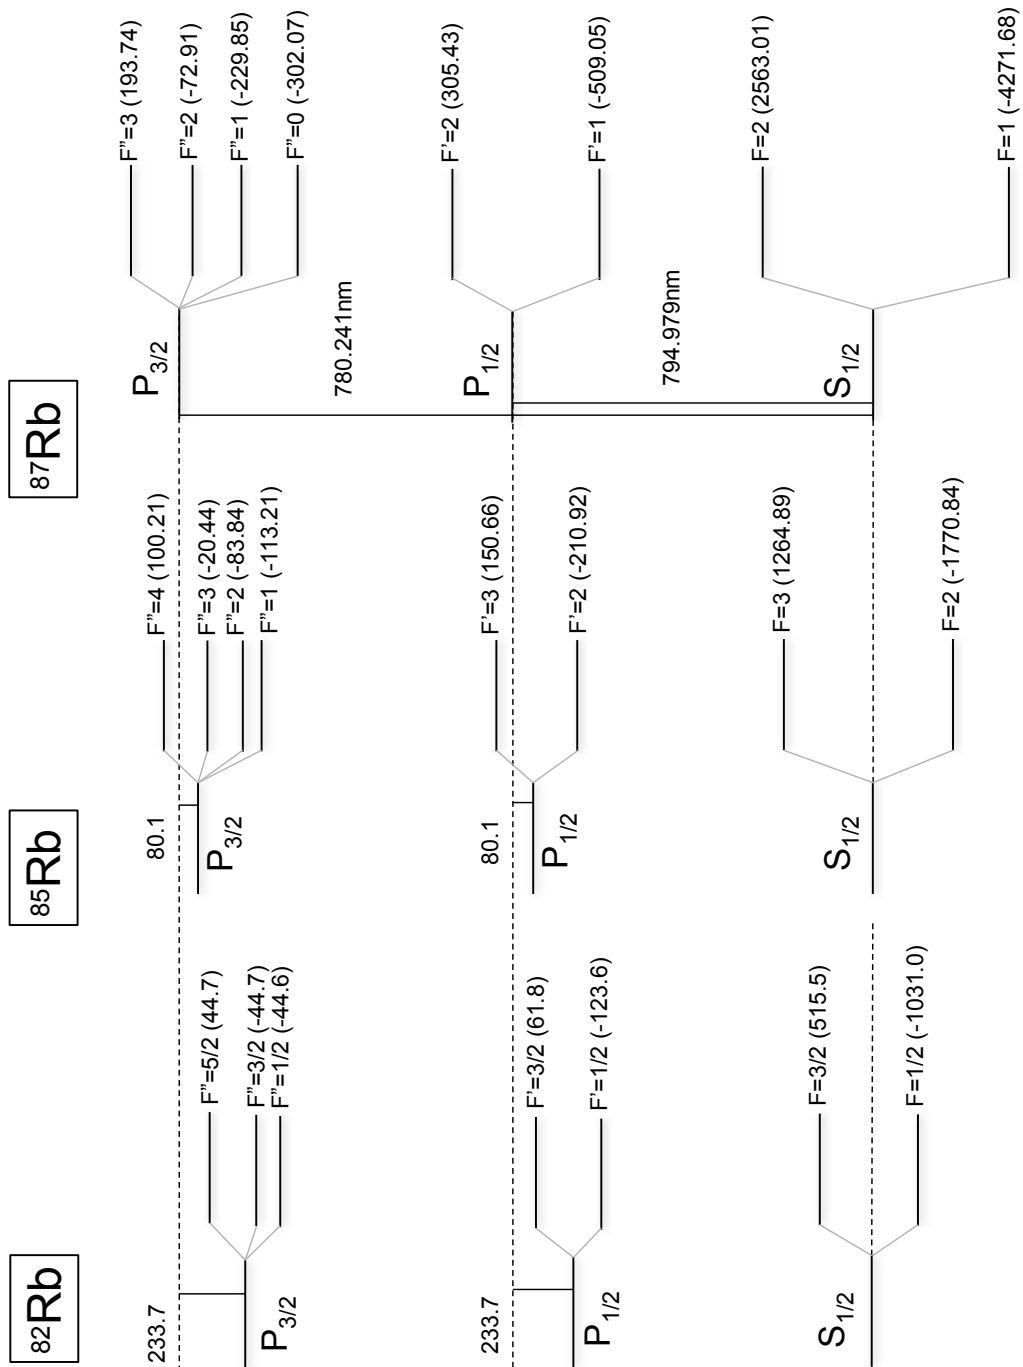 82Rb
85Rb
87Rb
233.7
P3/2
F”=5/2 (44.7)
F”=3/2 (-44.7)
F”=1/2 (-44.6)
80.1
P3/2
F”=4 (100.21)
F”=3 (-20.44)
F”=2 (-83.84)
F”=1 (-113.21)
P3/2
F”=3 (193.74)
F”=2 (-72.91)
F”=1 (-229.85)
F”=0 (-302.07)
780.241nm
233.7
P1/2
F’=3/2 (61.8)
F’=1/2 (-123.6)
80.1
P1/2
F’=3 (150.66)
F’=2 (-210.92)
P1/2
F’=2 (305.43)
F’=1 (-509.05)
794.979nm
S1/2
F=3/2 (515.5)
F=1/2 (-1031.0)
S1/2
F=3 (1264.89)
F=2 (-1770.84)
S1/2
F=2 (2563.01)
F=1 (-4271.68)